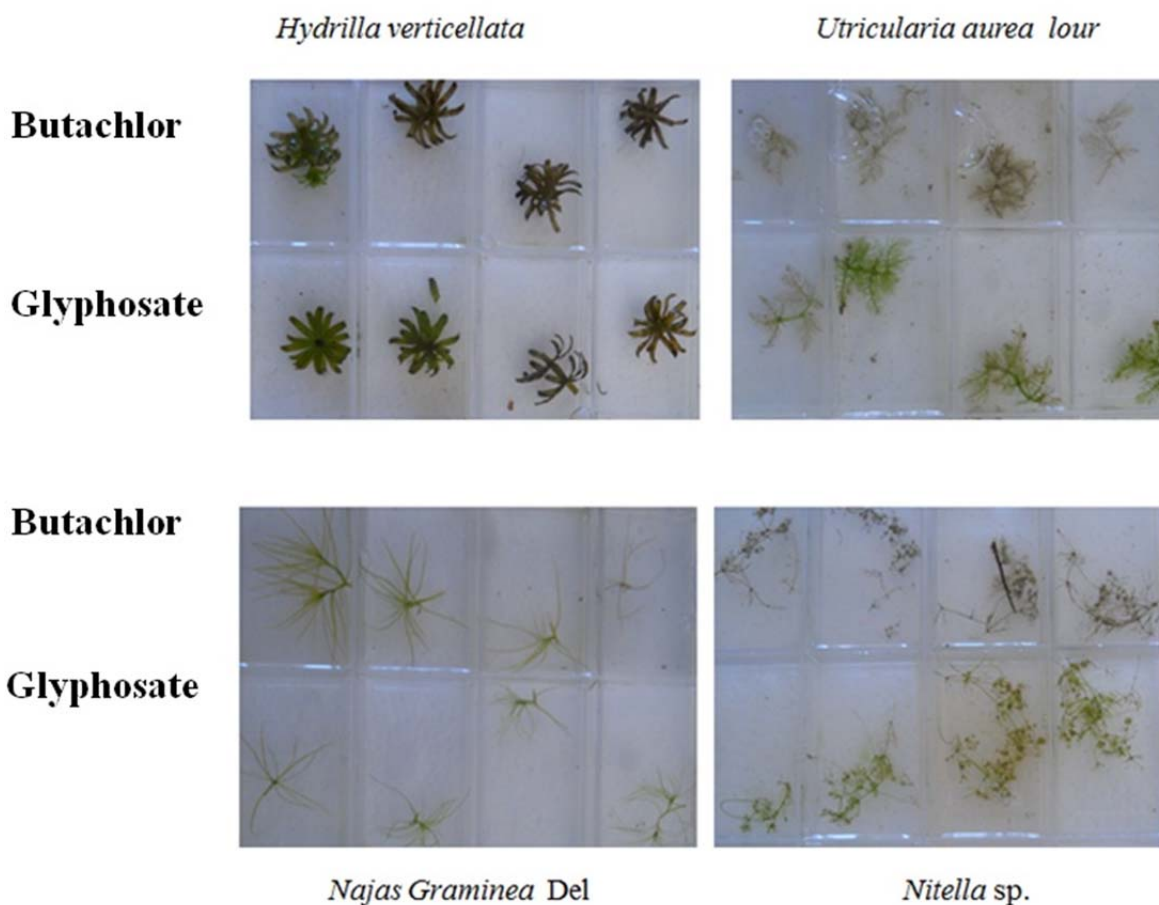 Hydrilla verticellata
Utricularia aurea lour
Butachlor
Glyphosate
Butachlor
Glyphosate
Najas Graminea Del
Nitella sp.